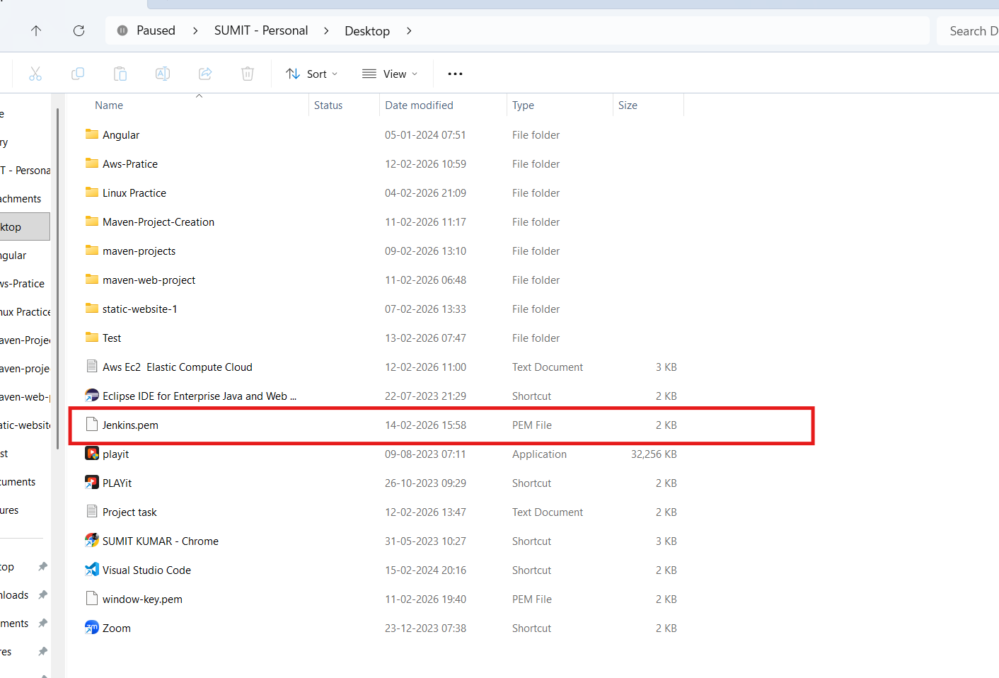 Paused > SUMIT - Personal > Desktop >
Search D
Sort
View
Name Status Date modified Type Size
Angular 05-01-2024 07:51 File folder
Aws-Pratice 12-02-2026 10:59 File folder
Linux Practice 04-02-2026 21:09 File folder
Maven-Project-Creation 11-02-2026 11:17 File folder
maven-projects 09-02-2026 13:10 File folder
maven-web-project 11-02-2026 06:48 File folder
static-website-1 07-02-2026 13:33 File folder
Test 13-02-2026 07:47 File folder
Aws Ec2  Elastic Compute Cloud 12-02-2026 11:00 Text Document 3 KB
Eclipse IDE for Enterprise Java and Web ... 22-07-2023 21:29 Shortcut 2 KB
Jenkins.pem 14-02-2026 15:58 PEM File 2 KB
playit 09-08-2023 07:11 Application 32,256 KB
PLAYit 26-10-2023 09:29 Shortcut 2 KB
Project task 12-02-2026 13:47 Text Document 2 KB
SUMIT KUMAR - Chrome 31-05-2023 10:27 Shortcut 3 KB
Visual Studio Code 15-02-2024 20:16 Shortcut 2 KB
window-key.pem 11-02-2026 19:40 PEM File 2 KB
Zoom 23-12-2023 07:38 Shortcut 2 KB
e
ry
T - Persona
achments
ktop
ngular
ws-Pratice
nux Practice
aven-Projec
aven-proje
aven-web-p
atic-website
st
cuments
ures
top
nloads
ments
res